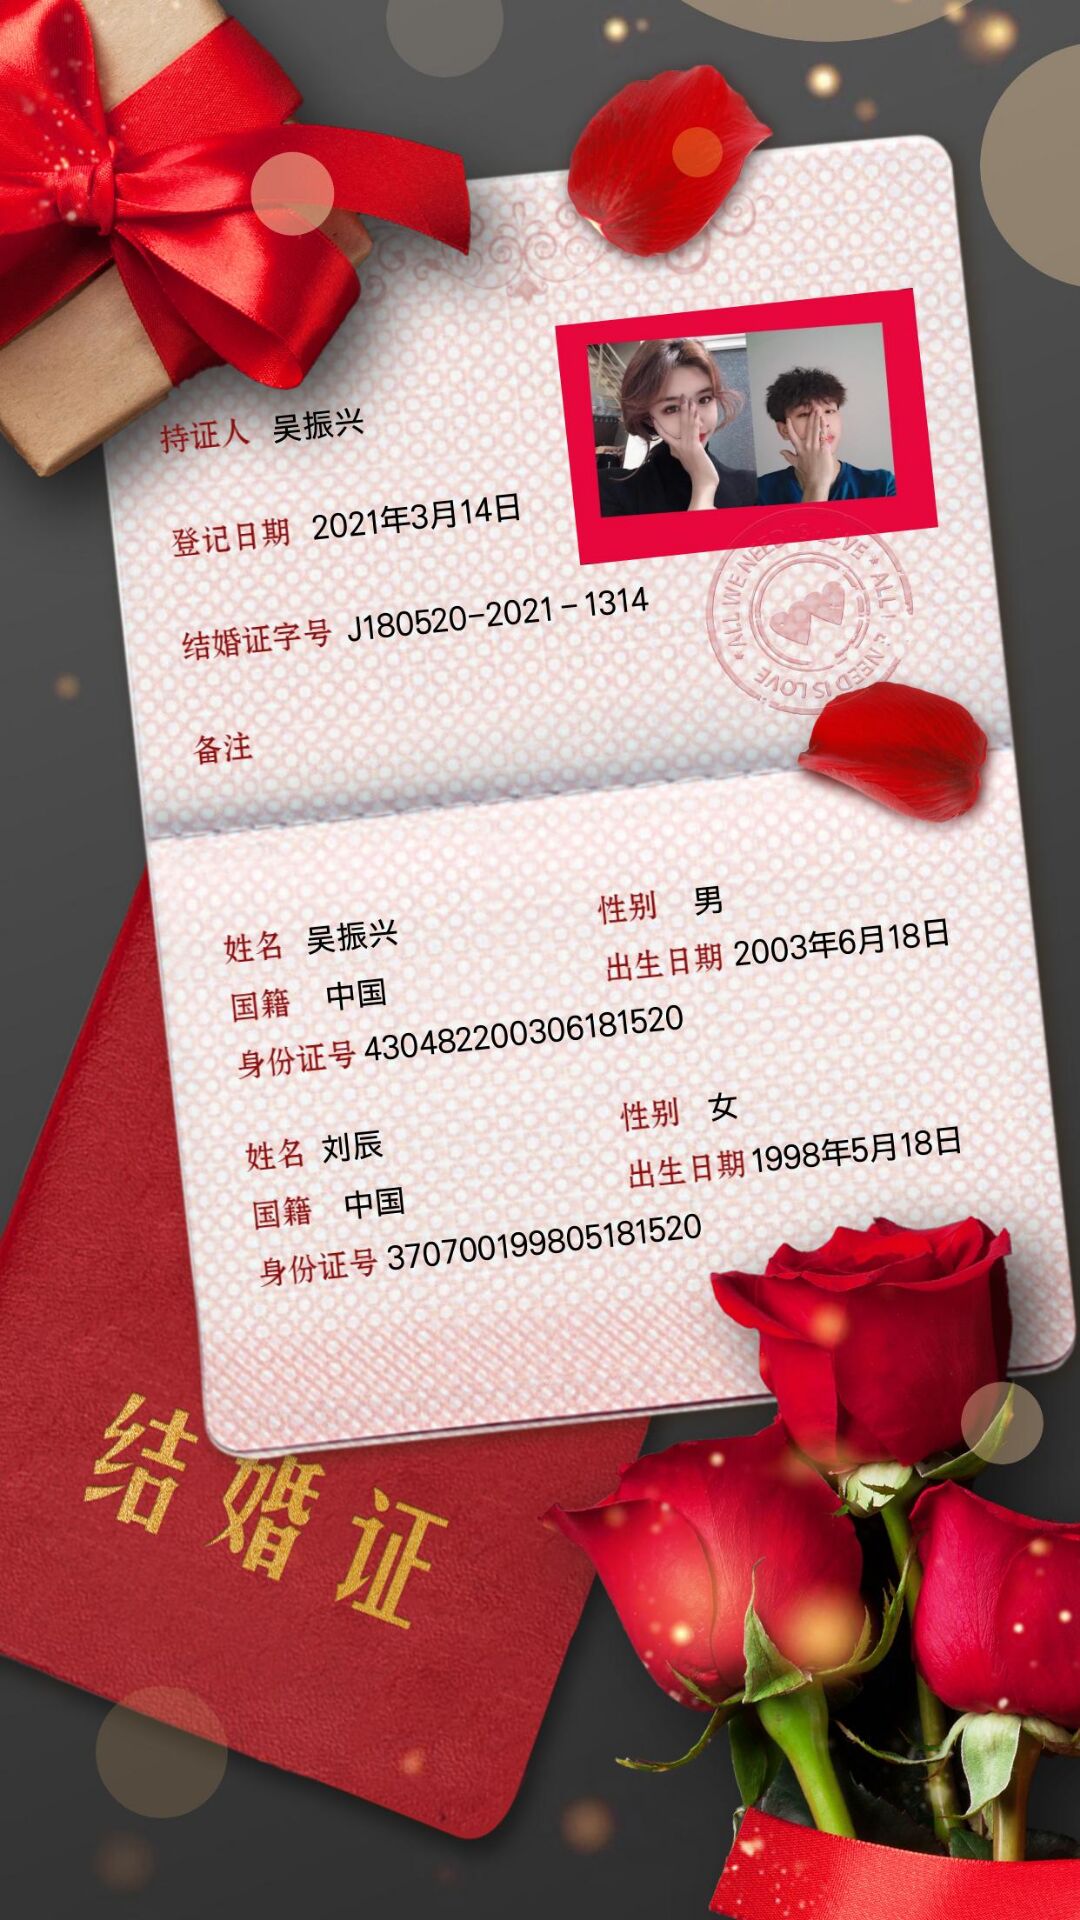 持证人 吴振兴
登记日期 2021年3月14日
结婚证字号 J180520-2021-1314
ALL WE NEED IS LOVE ★ ALL WE NEED IS LOVE ★
备注
姓名 吴振兴 性别 男
国籍 中国 出生日期 2003年6月18日
身份证号 430482200306181520
姓名 刘辰 性别 女
国籍 中国 出生日期 1998年5月18日
身份证号 370700199805181520
结婚证